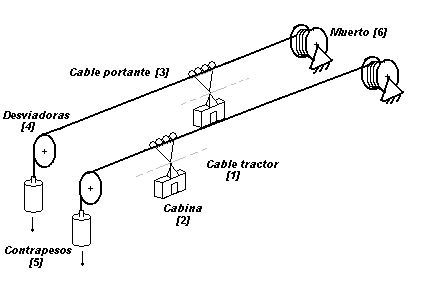 Muerto [6]
Cable portante [3]
Desviadoras
[4]
Cable tractor
[1]
Cabina
[2]
Contrapesos
[5]